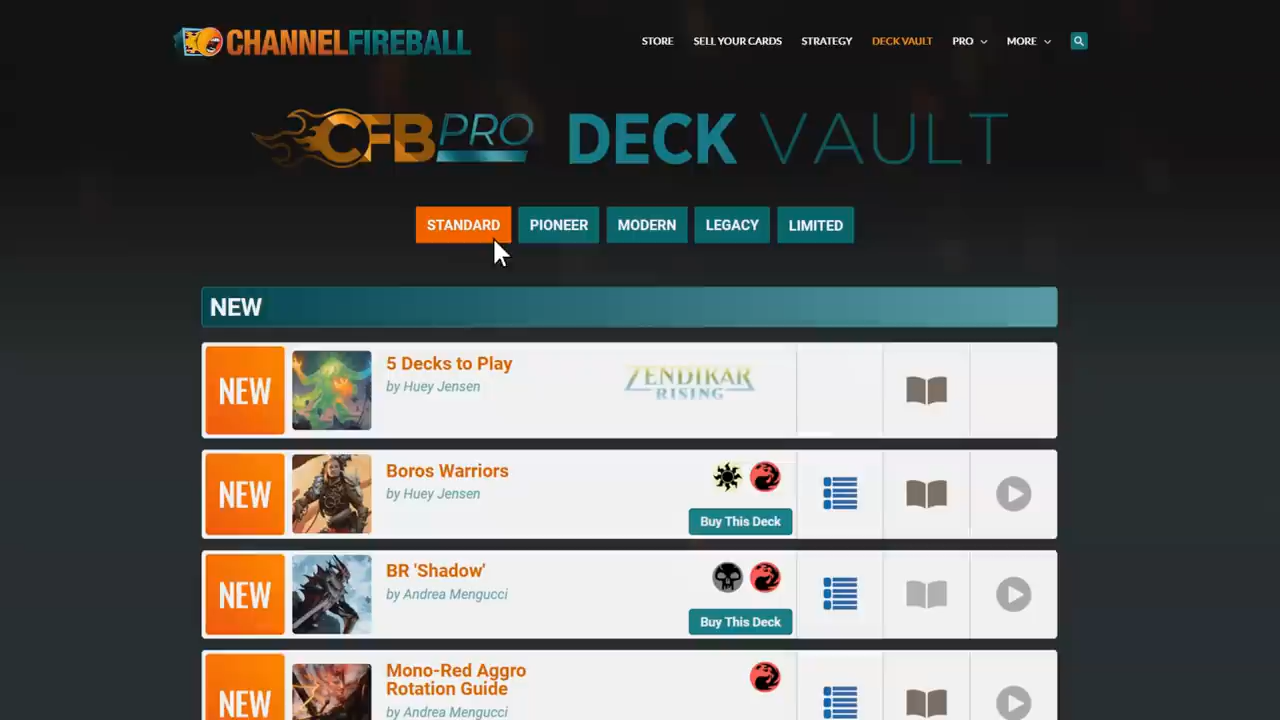 CHANNELFIREBALL
STORE SELL YOUR CARDS STRATEGY DECK VAULT PRO MORE
CFB PRO DECK VAULT
STANDARD PIONEER MODERN LEGACY LIMITED
NEW
NEW
5 Decks to Play
by Huey Jensen
ZENDIKAR
RISING
NEW
Boros Warriors
by Huey Jensen
Buy This Deck
NEW
BR 'Shadow'
by Andrea Mengucci
Buy This Deck
NEW
Mono-Red Aggro
Rotation Guide
by Andrea Mengucci